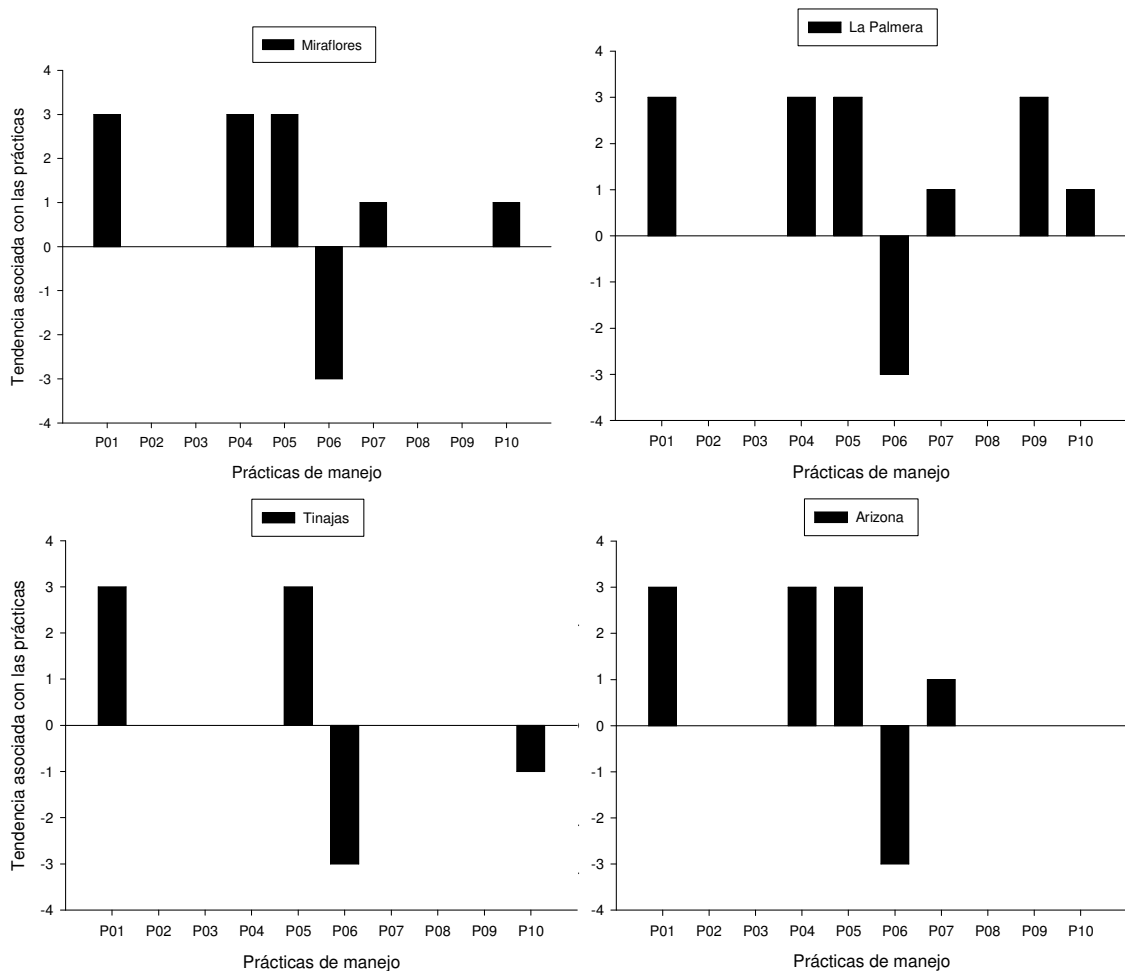 Miraflores
Tendencia asociada con las prácticas
4
3
2
1
0
-1
-2
-3
-4
P01 P02 P03 P04 P05 P06 P07 P08 P09 P10
Prácticas de manejo
La Palmera
4
3
2
1
0
-1
-2
-3
-4
P01 P02 P03 P04 P05 P06 P07 P08 P09 P10
Prácticas de manejo
Tinajas
Tendencia asociada con las prácticas
4
3
2
1
0
-1
-2
-3
-4
P01 P02 P03 P04 P05 P06 P07 P08 P09 P10
Prácticas de manejo
Arizona
4
3
2
1
0
-1
-2
-3
-4
P01 P02 P03 P04 P05 P06 P07 P08 P09 P10
Prácticas de manejo